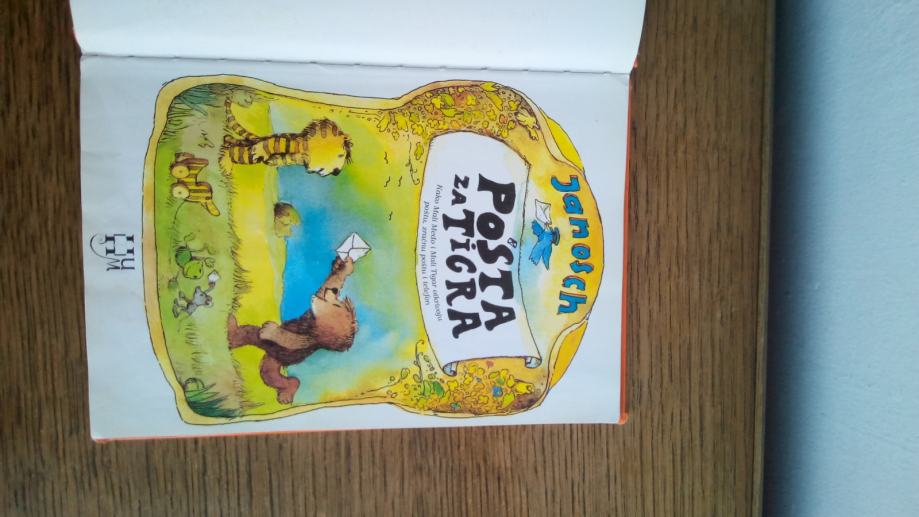 Janosch
POŠTA
ZA TIGRA
Kako Mali Medo i Mali Tigar otkrivaju
poštu, zračnu poštu i telefon